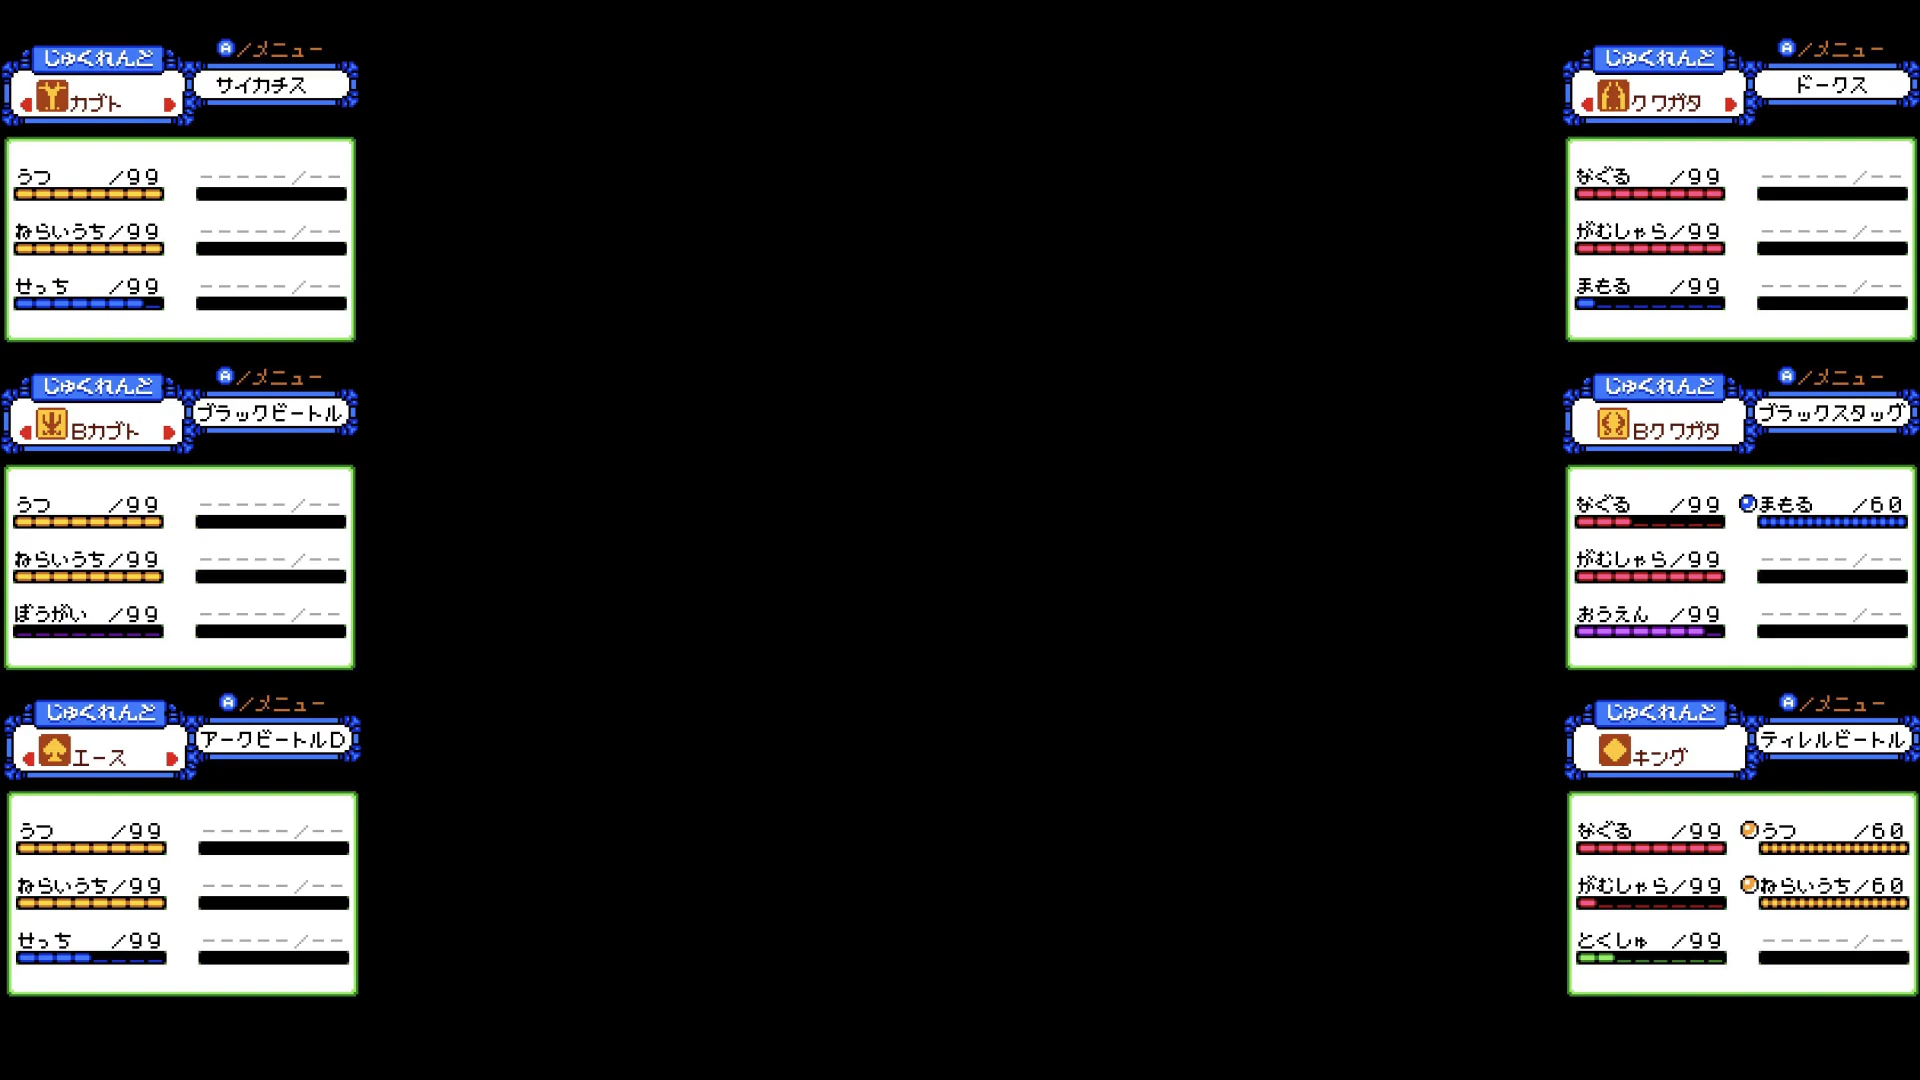 じゅくれんど
Ⓐ/メニュー
カブト
サイカチス
うつ /99 -----/--
ねらいうち/99 -----/--
せっち /99 -----/--
じゅくれんど
Ⓐ/メニュー
Bカブト
ブラックビートル
うつ /99 -----/--
ねらいうち/99 -----/--
ぼうがい /99 -----/--
じゅくれんど
Ⓐ/メニュー
エース
アークビートルD
うつ /99 -----/--
ねらいうち/99 -----/--
せっち /99 -----/--
じゅくれんど
Ⓐ/メニュー
クワガタ
ドークス
なぐる /99 -----/--
がむしゃら/99 -----/--
まもる /99 -----/--
じゅくれんど
Ⓐ/メニュー
Bクワガタ
ブラックスタッグ
なぐる /99 まもる /60
がむしゃら/99 -----/--
おうえん /99 -----/--
じゅくれんど
Ⓐ/メニュー
キング
ティレルビートル
なぐる /99 うつ /60
がむしゃら/99 ねらいうち/60
とくしゅ /99 -----/--